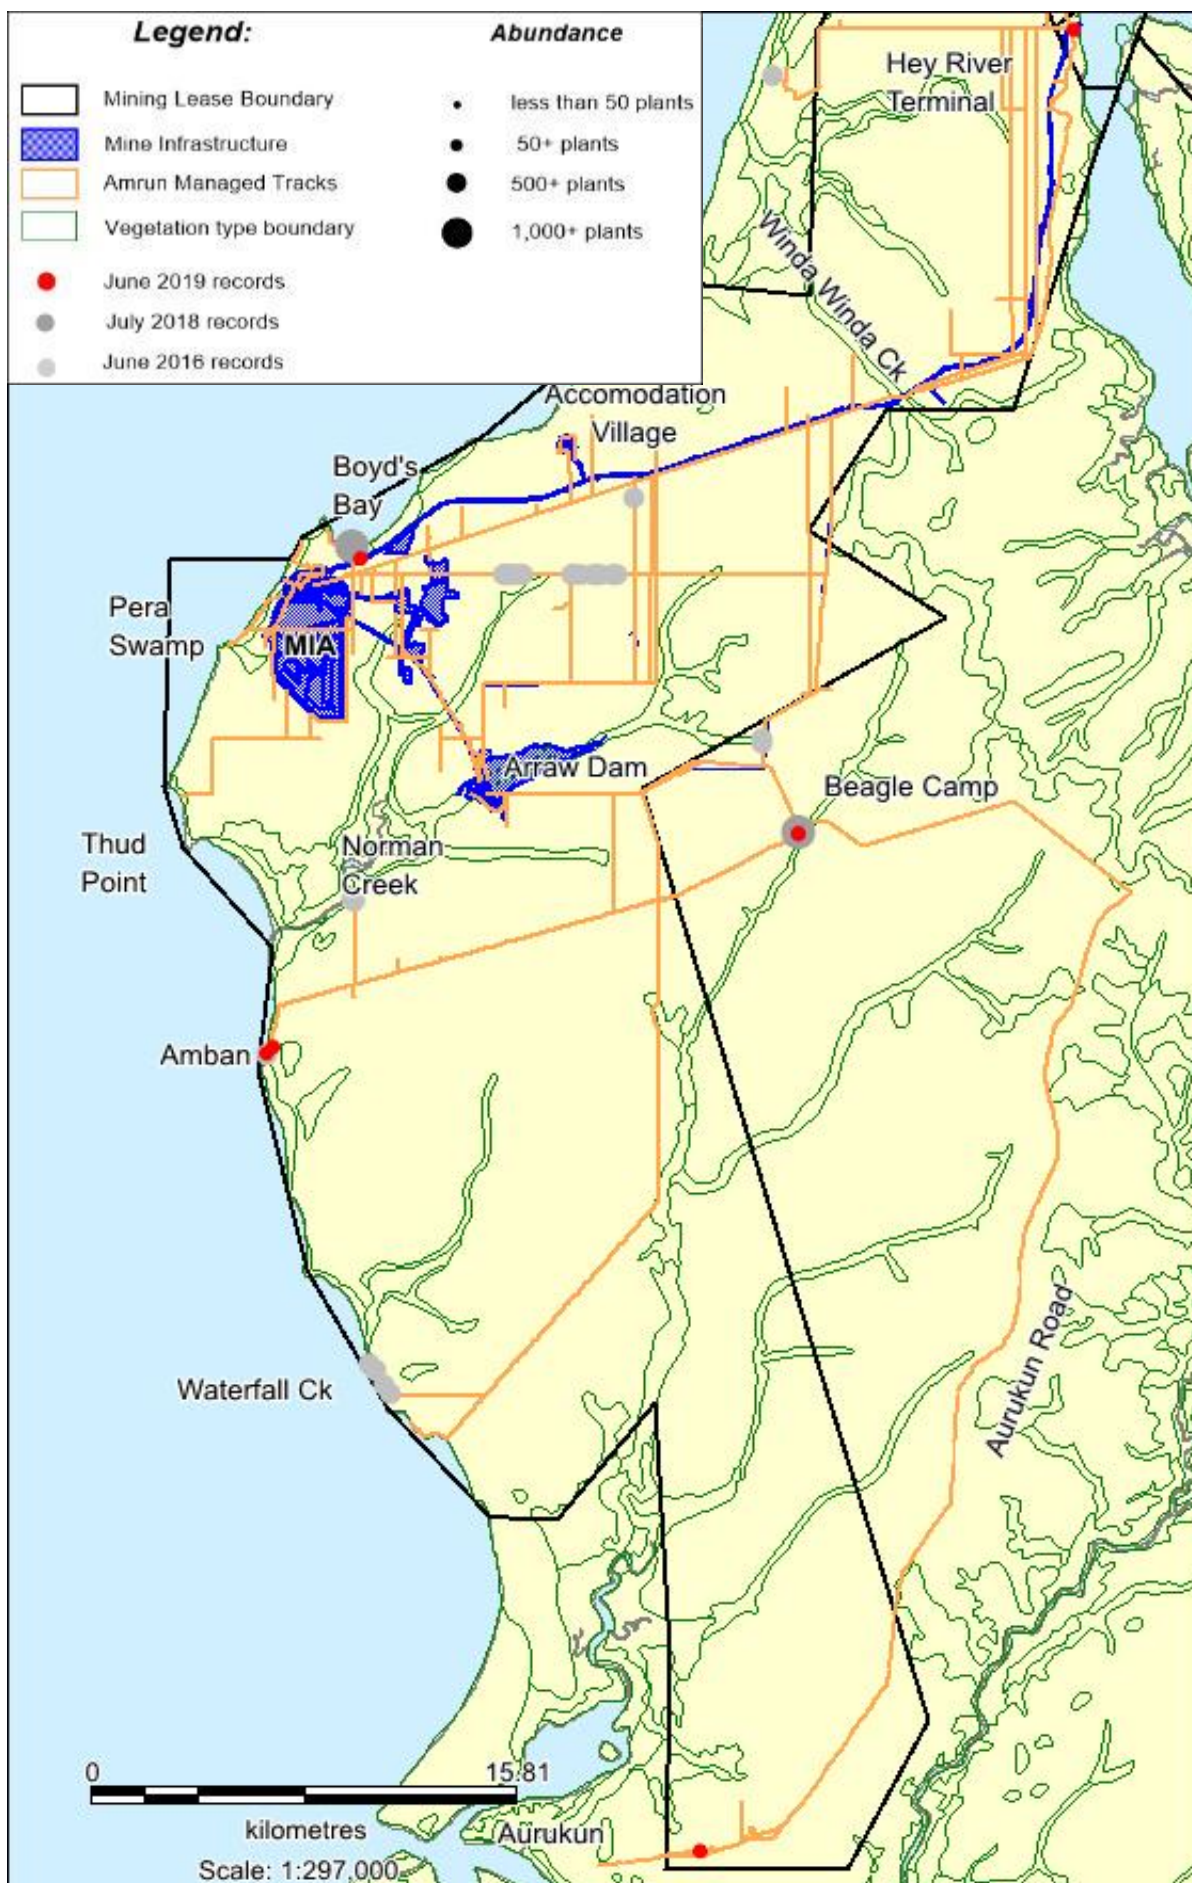 Legend:
Abundance
Mining Lease Boundary
less than 50 plants
Mine Infrastructure
50+ plants
Amrun Managed Tracks
500+ plants
Vegetation type boundary
1,000+ plants
June 2019 records
July 2018 records
June 2016 records
Hey River
Terminal
Winda Winda Ck
Accomodation
Village
Boyd's
Bay
Pera
Swamp
MIA
Arraw Dam
Beagle Camp
Thud
Point
Norman
Creek
Amban
Aurukun Road
Waterfall Ck
0
15.81
kilometres
Scale: 1:297,000
Aurukun